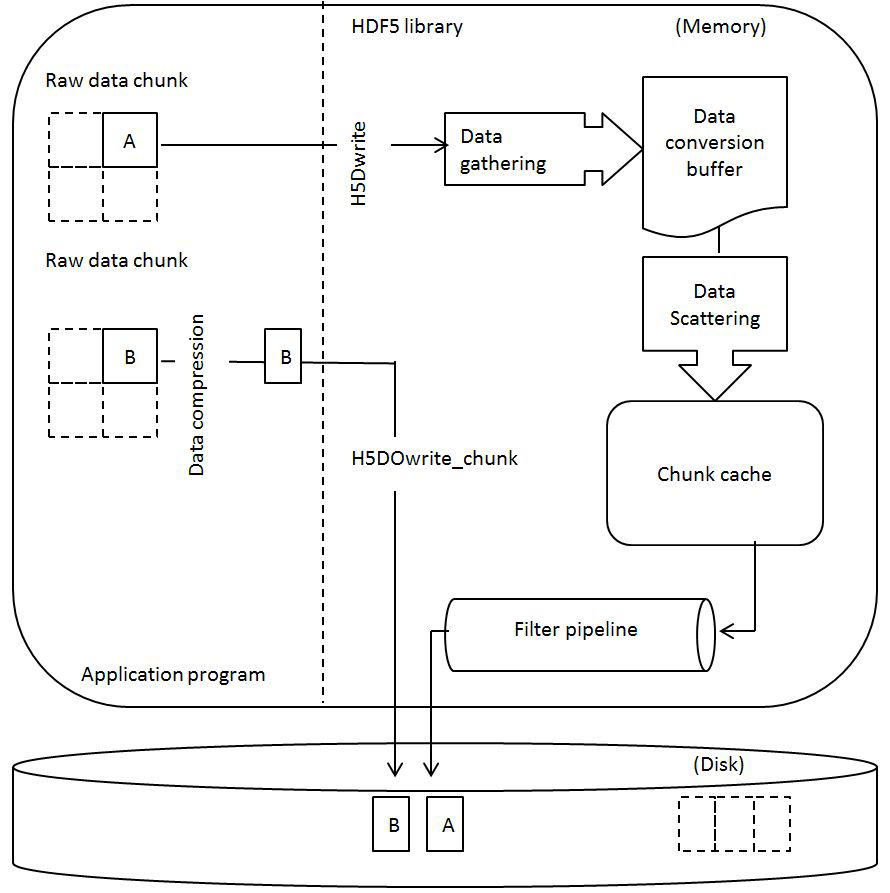 HDF5 library
(Memory)
Raw data chunk
A
H5Dwrite
Data
gathering
Data
conversion
buffer
Raw data chunk
B
Data compression
B
Data
Scattering
H5DOwrite_chunk
Chunk cache
Filter pipeline
Application program
(Disk)
B
A